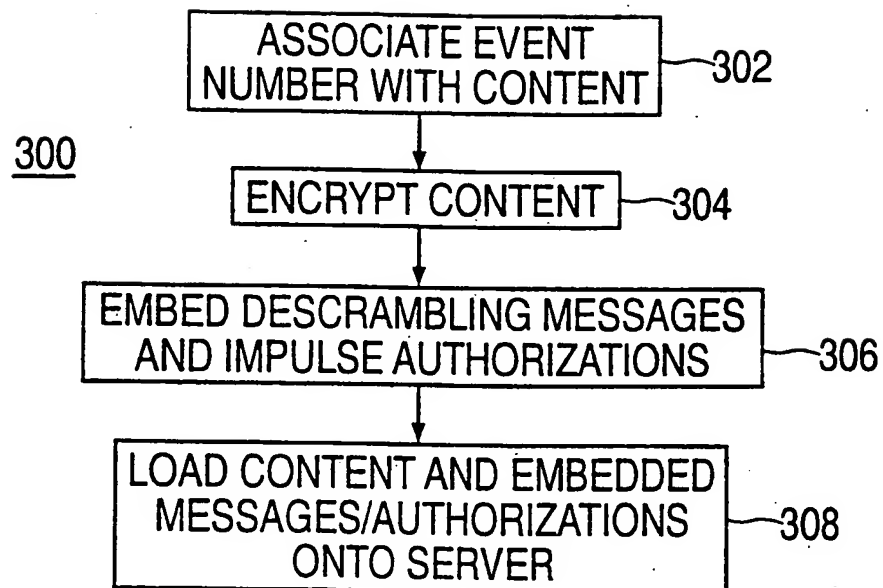 ASSOCIATE EVENT
NUMBER WITH CONTENT
302
300
ENCRYPT CONTENT
304
EMBED DESCRAMBLING MESSAGES
AND IMPULSE AUTHORIZATIONS
306
LOAD CONTENT AND EMBEDDED
MESSAGES/AUTHORIZATIONS
ONTO SERVER
308